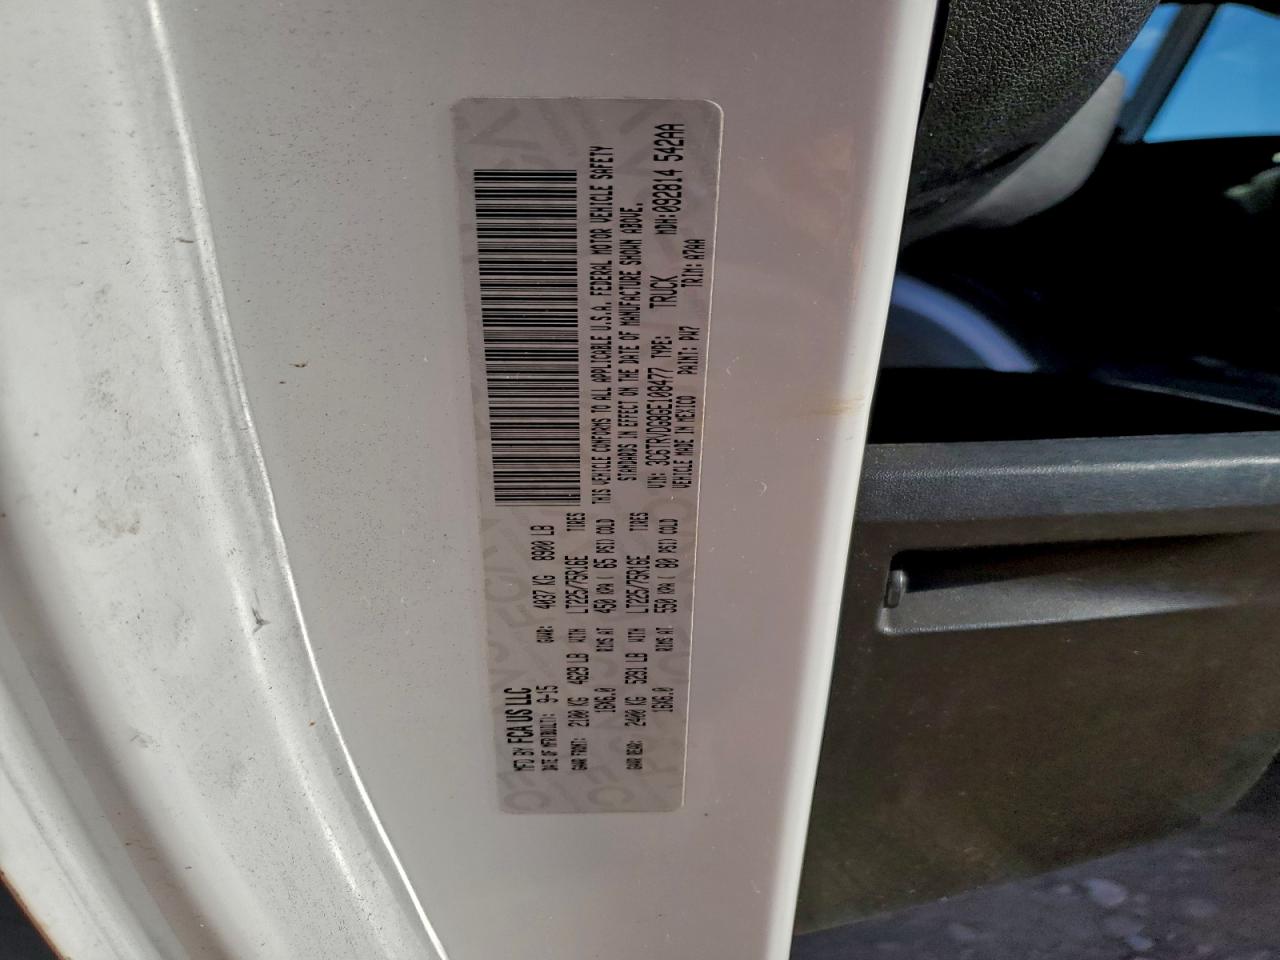 MFD BY FCA US LLC
DATE OF MFR(BUILT): 9-15 GVWR: 4037 KG 8900 LB
GAWR FRONT: 2100 KG 4629 LB WITH LT225/75R16E TIRES
16X6.0 RIMS AT 450 KPA ( 65 PSI) COLD
GAWR REAR: 2400 KG 5291 LB WITH LT225/75R16E TIRES
16X6.0 RIMS AT 550 KPA ( 80 PSI) COLD
THIS VEHICLE CONFORMS TO ALL APPLICABLE U.S.A. FEDERAL MOTOR VEHICLE SAFETY
STANDARDS IN EFFECT ON THE DATE OF MANUFACTURE SHOWN ABOVE.
VIN: 3C6TRVDG8GE108477 TYPE: TRUCK MDH:092814 542AA
VEHICLE MADE IN MEXICO PAINT: PW7 TRIM: A7AA